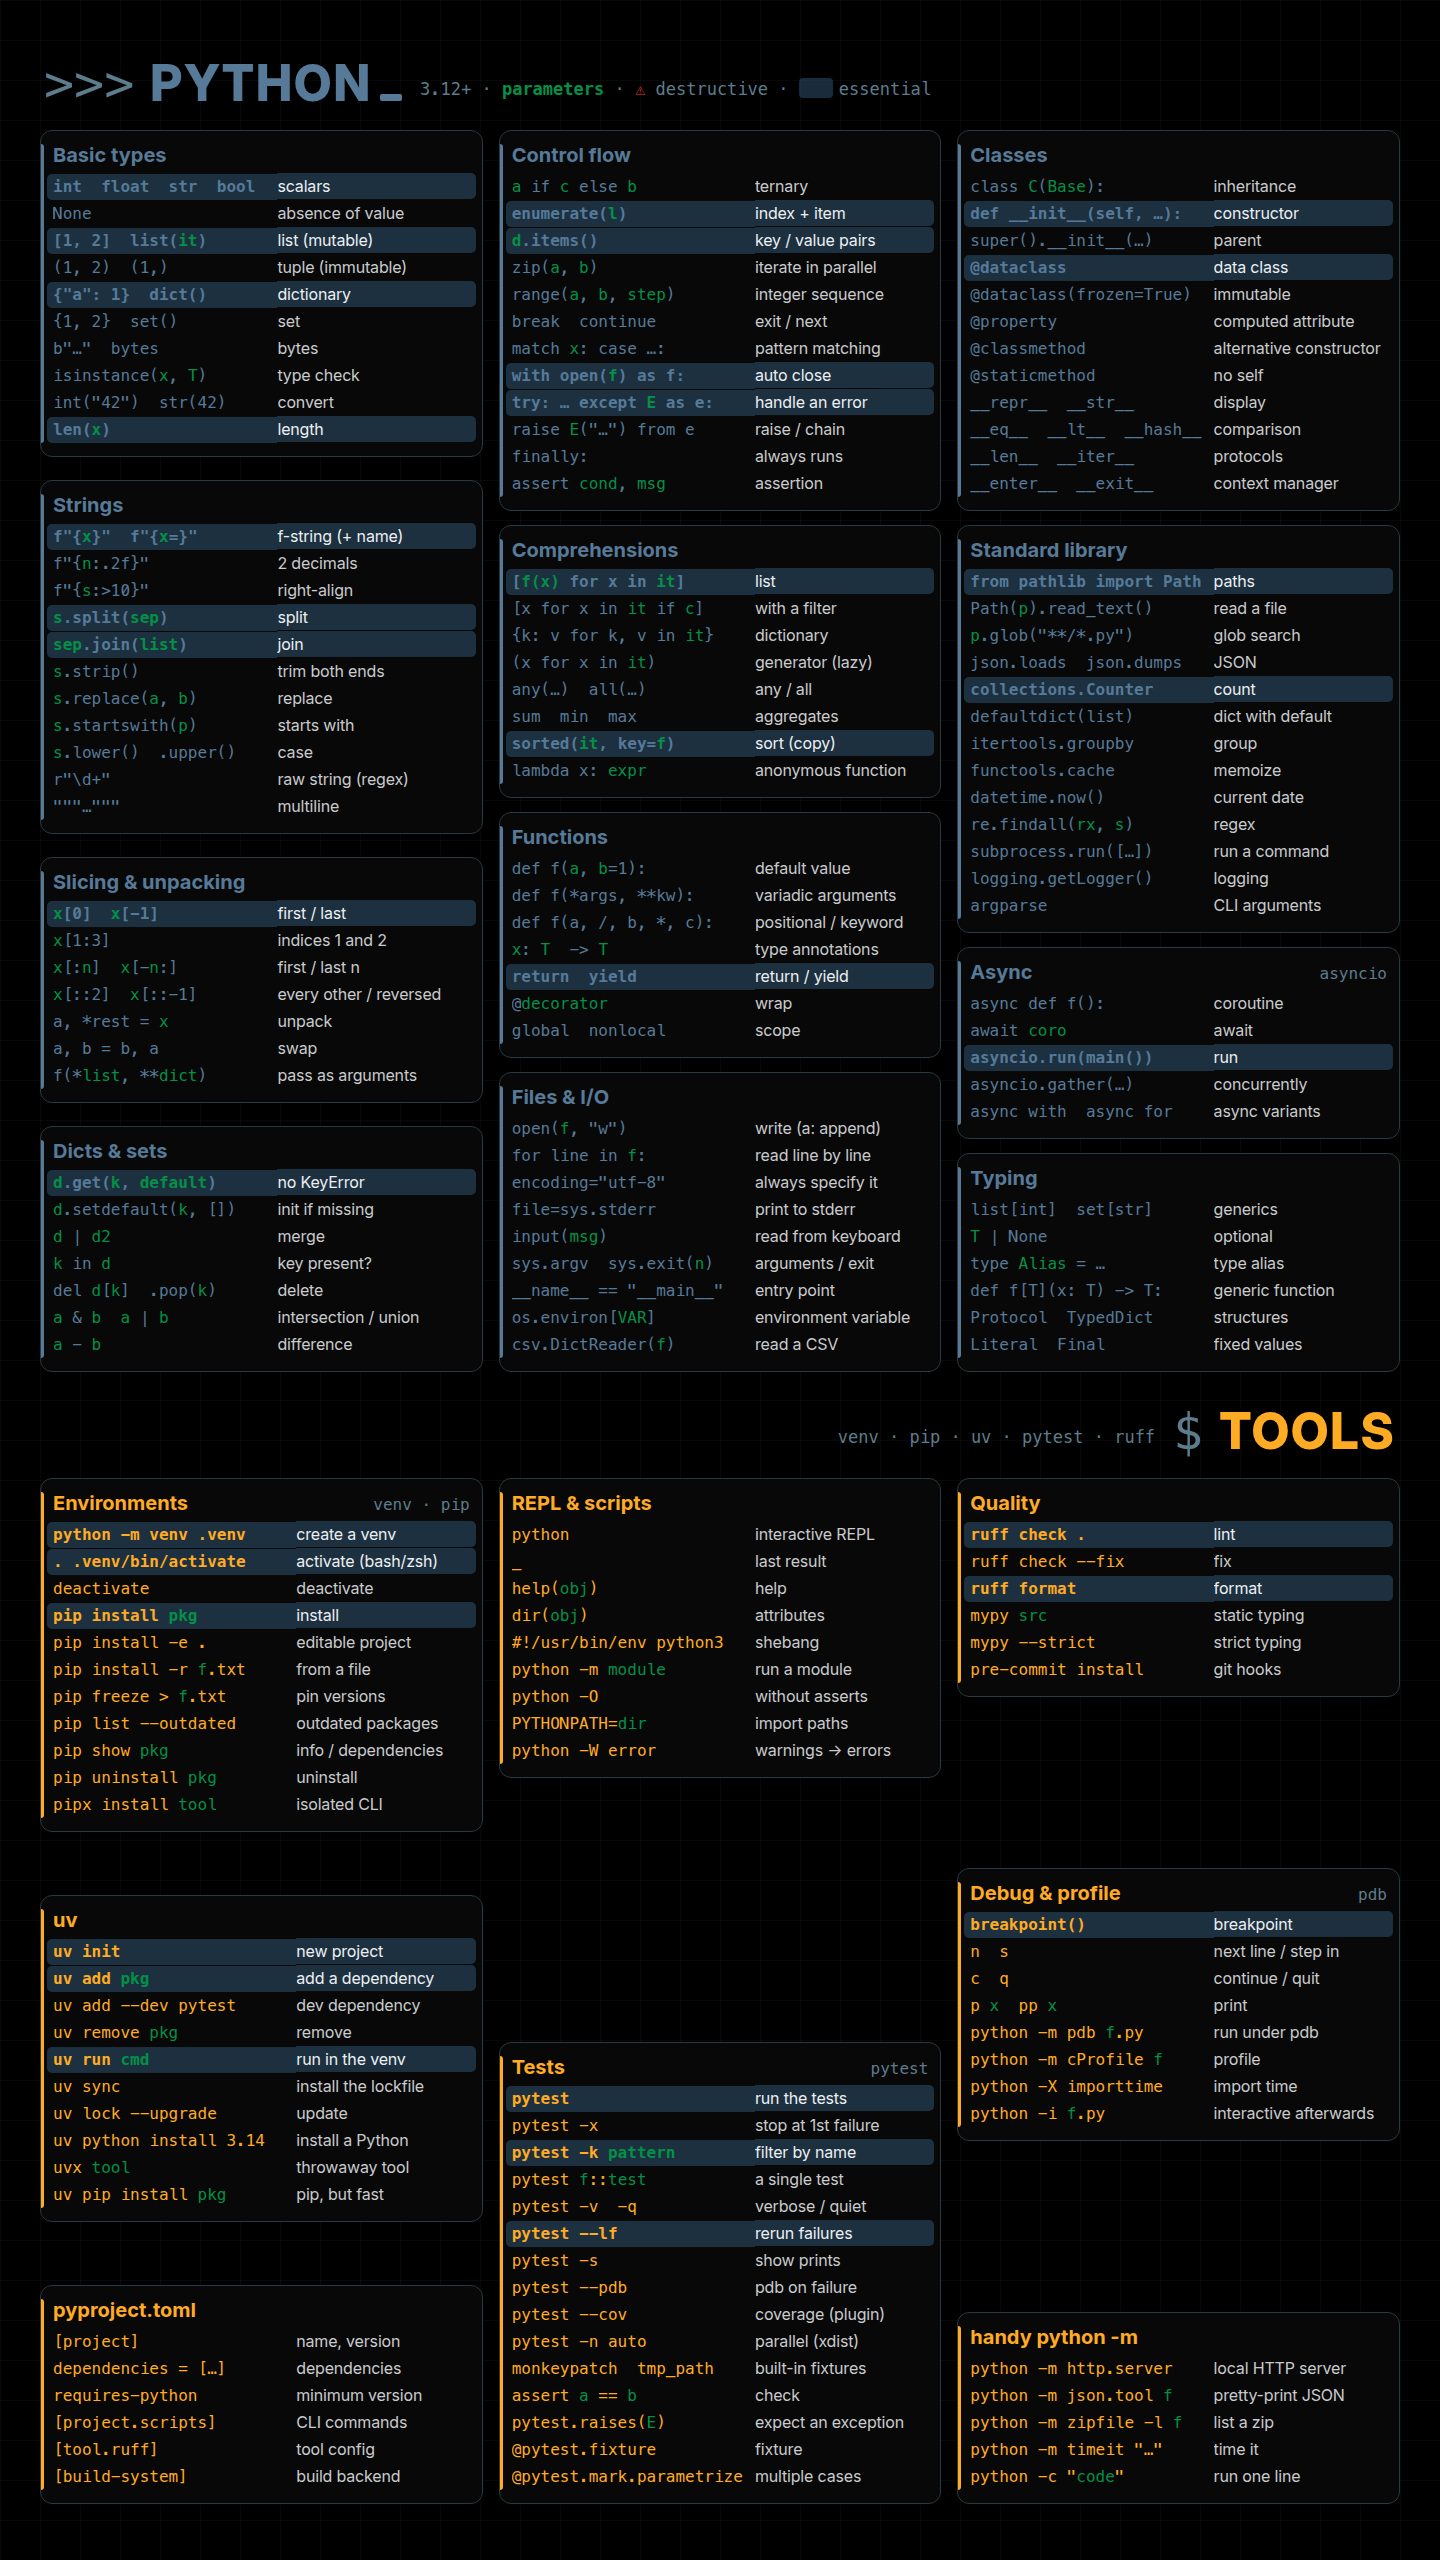 >>> PYTHON_ 3.12+ · parameters · ⚠ destructive · essential
Basic types
int  float  str  bool  scalars
None  absence of value
[1, 2]  list(it)  list (mutable)
(1, 2)  (1,)  tuple (immutable)
{"a": 1}  dict()  dictionary
{1, 2}  set()  set
b"…"  bytes  bytes
isinstance(x, T)  type check
int("42")  str(42)  convert
len(x)  length
Strings
f"{x}"  f"{x=}"  f-string (+ name)
f"{n:.2f}"  2 decimals
f"{s:>10}"  right-align
s.split(sep)  split
sep.join(list)  join
s.strip()  trim both ends
s.replace(a, b)  replace
s.startswith(p)  starts with
s.lower()  .upper()  case
r"\d+"  raw string (regex)
"""…"""  multiline
Slicing & unpacking
x[0]  x[-1]  first / last
x[1:3]  indices 1 and 2
x[:n]  x[-n:]  first / last n
x[::2]  x[::-1]  every other / reversed
a, *rest = x  unpack
a, b = b, a  swap
f(*list, **dict)  pass as arguments
Dicts & sets
d.get(k, default)  no KeyError
d.setdefault(k, [])  init if missing
d | d2  merge
k in d  key present?
del d[k]  .pop(k)  delete
a & b  a | b  intersection / union
a - b  difference
Control flow
a if c else b  ternary
enumerate(l)  index + item
d.items()  key / value pairs
zip(a, b)  iterate in parallel
range(a, b, step)  integer sequence
break  continue  exit / next
match x: case …:  pattern matching
with open(f) as f:  auto close
try: … except E as e:  handle an error
raise E("…") from e  raise / chain
finally:  always runs
assert cond, msg  assertion
Comprehensions
[f(x) for x in it]  list
[x for x in it if c]  with a filter
{k: v for k, v in it}  dictionary
(x for x in it)  generator (lazy)
any(…)  all(…)  any / all
sum  min  max  aggregates
sorted(it, key=f)  sort (copy)
lambda x: expr  anonymous function
Functions
def f(a, b=1):  default value
def f(*args, **kw):  variadic arguments
def f(a, /, b, *, c):  positional / keyword
x: T  -> T  type annotations
return  yield  return / yield
@decorator  wrap
global  nonlocal  scope
Files & I/O
open(f, "w")  write (a: append)
for line in f:  read line by line
encoding="utf-8"  always specify it
file=sys.stderr  print to stderr
input(msg)  read from keyboard
sys.argv  sys.exit(n)  arguments / exit
__name__ == "__main__"  entry point
os.environ[VAR]  environment variable
csv.DictReader(f)  read a CSV
Classes
class C(Base):  inheritance
def __init__(self, …):  constructor
super().__init__(…)  parent
@dataclass  data class
@dataclass(frozen=True)  immutable
@property  computed attribute
@classmethod  alternative constructor
@staticmethod  no self
__repr__  __str__  display
__eq__  __lt__  __hash__  comparison
__len__  __iter__  protocols
__enter__  __exit__  context manager
Standard library
from pathlib import Path  paths
Path(p).read_text()  read a file
p.glob("**/*.py")  glob search
json.loads  json.dumps  JSON
collections.Counter  count
defaultdict(list)  dict with default
itertools.groupby  group
functools.cache  memoize
datetime.now()  current date
re.findall(rx, s)  regex
subprocess.run([…])  run a command
logging.getLogger()  logging
argparse  CLI arguments
Async  asyncio
async def f():  coroutine
await coro  await
asyncio.run(main())  run
asyncio.gather(…)  concurrently
async with  async for  async variants
Typing
list[int]  set[str]  generics
T | None  optional
type Alias = …  type alias
def f[T](x: T) -> T:  generic function
Protocol  TypedDict  structures
Literal  Final  fixed values
venv · pip · uv · pytest · ruff  $ TOOLS
Environments  venv · pip
python -m venv .venv  create a venv
. .venv/bin/activate  activate (bash/zsh)
deactivate  deactivate
pip install pkg  install
pip install -e .  editable project
pip install -r f.txt  from a file
pip freeze > f.txt  pin versions
pip list --outdated  outdated packages
pip show pkg  info / dependencies
pip uninstall pkg  uninstall
pipx install tool  isolated CLI
uv
uv init  new project
uv add pkg  add a dependency
uv add --dev pytest  dev dependency
uv remove pkg  remove
uv run cmd  run in the venv
uv sync  install the lockfile
uv lock --upgrade  update
uv python install 3.14  install a Python
uvx tool  throwaway tool
uv pip install pkg  pip, but fast
pyproject.toml
[project]  name, version
dependencies = […]  dependencies
requires-python  minimum version
[project.scripts]  CLI commands
[tool.ruff]  tool config
[build-system]  build backend
REPL & scripts
python  interactive REPL
_  last result
help(obj)  help
dir(obj)  attributes
#!/usr/bin/env python3  shebang
python -m module  run a module
python -O  without asserts
PYTHONPATH=dir  import paths
python -W error  warnings → errors
Tests  pytest
pytest  run the tests
pytest -x  stop at 1st failure
pytest -k pattern  filter by name
pytest f::test  a single test
pytest -v  -q  verbose / quiet
pytest --lf  rerun failures
pytest -s  show prints
pytest --pdb  pdb on failure
pytest --cov  coverage (plugin)
pytest -n auto  parallel (xdist)
monkeypatch  tmp_path  built-in fixtures
assert a == b  check
pytest.raises(E)  expect an exception
@pytest.fixture  fixture
@pytest.mark.parametrize  multiple cases
Quality
ruff check .  lint
ruff check --fix  fix
ruff format  format
mypy src  static typing
mypy --strict  strict typing
pre-commit install  git hooks
Debug & profile  pdb
breakpoint()  breakpoint
n  s  next line / step in
c  q  continue / quit
p x  pp x  print
python -m pdb f.py  run under pdb
python -m cProfile f  profile
python -X importtime  import time
python -i f.py  interactive afterwards
handy python -m
python -m http.server  local HTTP server
python -m json.tool f  pretty-print JSON
python -m zipfile -l f  list a zip
python -m timeit "…"  time it
python -c "code"  run one line